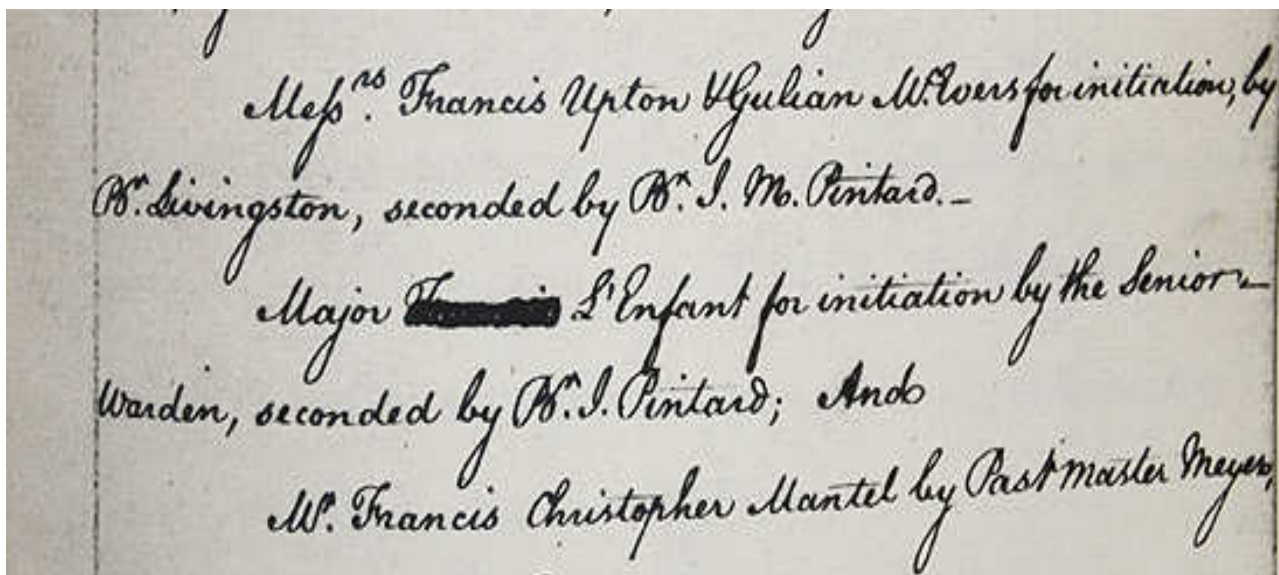 Messrs. Francis Upton & Gulian McEvers for initiation, by
Br. Livingston, seconded by Br. J. M. Pintard. –
Major L'Enfant for initiation by the Senior
Warden, seconded by Br. J. Pintard; And
Mr. Francis Christopher Mantel by Past Master Meyer,